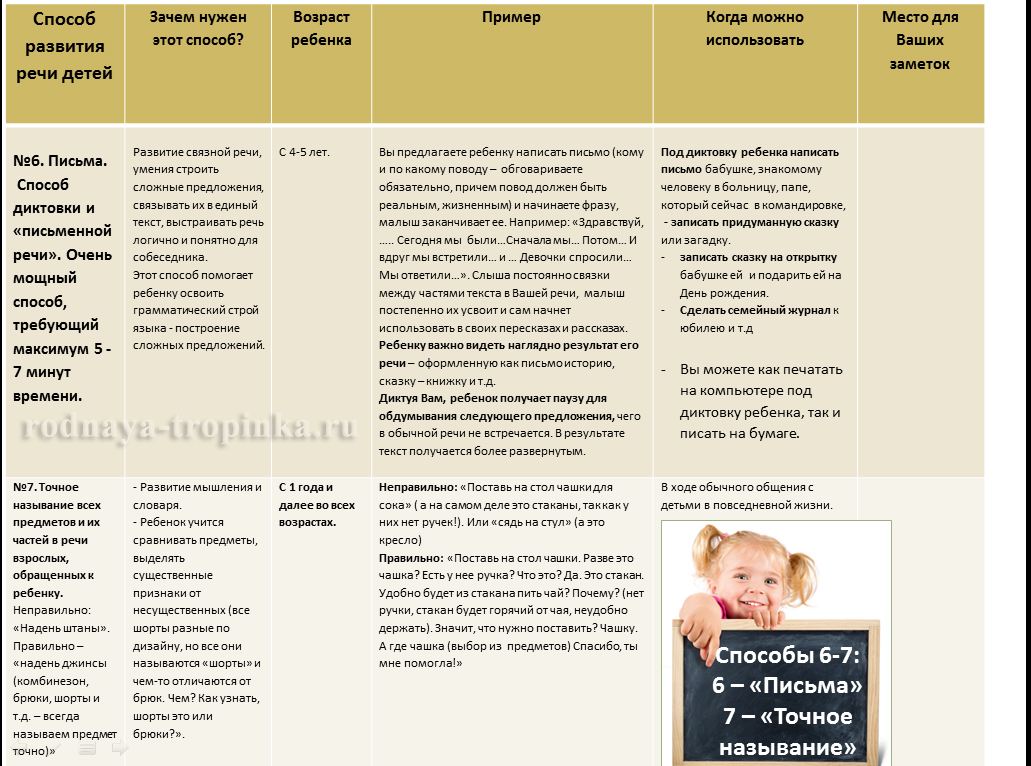 Способ
развития
речи детей
Зачем нужен
этот способ?
Возраст
ребенка
Пример
Когда можно
использовать
Место для
Ваших
заметок
№6. Письма.
Способ
диктовки и
«письменной
речи». Очень
мощный
способ,
требующий
максимум 5 -
7 минут
времени.
Развитие связной речи,
умения строить
сложные предложения,
связывать их в единый
текст, выстраивать речь
логично и понятно для
собеседника.
Этот способ помогает
ребенку освоить
грамматический строй
языка - построение
сложных предложений.
С 4-5 лет.
Вы предлагаете ребенку написать письмо (кому
и по какому поводу – обговариваете
обязательно, причем повод должен быть
реальным, жизненным) и начинаете фразу,
малыш заканчивает ее. Например: «Здравствуй,
..... Сегодня мы были...Сначала мы... Потом... И
вдруг мы встретили... и ... Девочки спросили...
Мы ответили...». Слыша постоянно связки
между частями текста в Вашей речи, малыш
постепенно их усвоит и сам начнет
использовать в своих пересказах и рассказах.
Ребенку важно видеть наглядно результат его
речи – оформленную как письмо историю,
сказку – книжку и т.д.
Диктуя Вам, ребенок получает паузу для
обдумывания следующего предложения, чего
в обычной речи не встречается. В результате
текст получается более развернутым.
Под диктовку ребенка написать
письмо бабушке, знакомому
человеку в больницу, папе,
который сейчас в командировке,
- записать придуманную сказку
или загадку.
- записать сказку на открытку
бабушке ей и подарить ей на
День рождения.
- Сделать семейный журнал к
юбилею и т.д
- Вы можете как печатать
на компьютере под
диктовку ребенка, так и
писать на бумаге.
rodnaya-tropinka.ru
№7. Точное
называние всех
предметов и их
частей в речи
взрослых,
обращенных к
ребенку.
Неправильно:
«Надень штаны».
Правильно –
«надень джинсы
(комбинезон,
брюки, шорты и
т.д. – всегда
называем предмет
точно)»
- Развитие мышления и
словаря.
- Ребенок учится
сравнивать предметы,
выделять
существенные
признаки от
несущественных (все
шорты разные по
дизайну, но все они
называются «шорты» и
чем-то отличаются от
брюк. Чем? Как узнать,
шорты это или
брюки?».
С 1 года и
далее во всех
возрастах.
Неправильно: «Поставь на стол чашки для
сока» ( а на самом деле это стаканы, так как у
них нет ручек!). Или «сядь на стул» (а это
кресло)
Правильно: «Поставь на стол чашки. Разве это
чашка? Есть у нее ручка? Что это? Да. Это стакан.
Удобно будет из стакана пить чай? Почему? (нет
ручки, стакан будет горячий от чая, неудобно
держать). Значит, что нужно поставить? Чашку.
А где чашка (выбор из предметов) Спасибо, ты
мне помогла!»
В ходе обычного общения с
детьми в повседневной жизни.
Способы 6-7:
6 – «Письма»
7 – «Точное
называние»